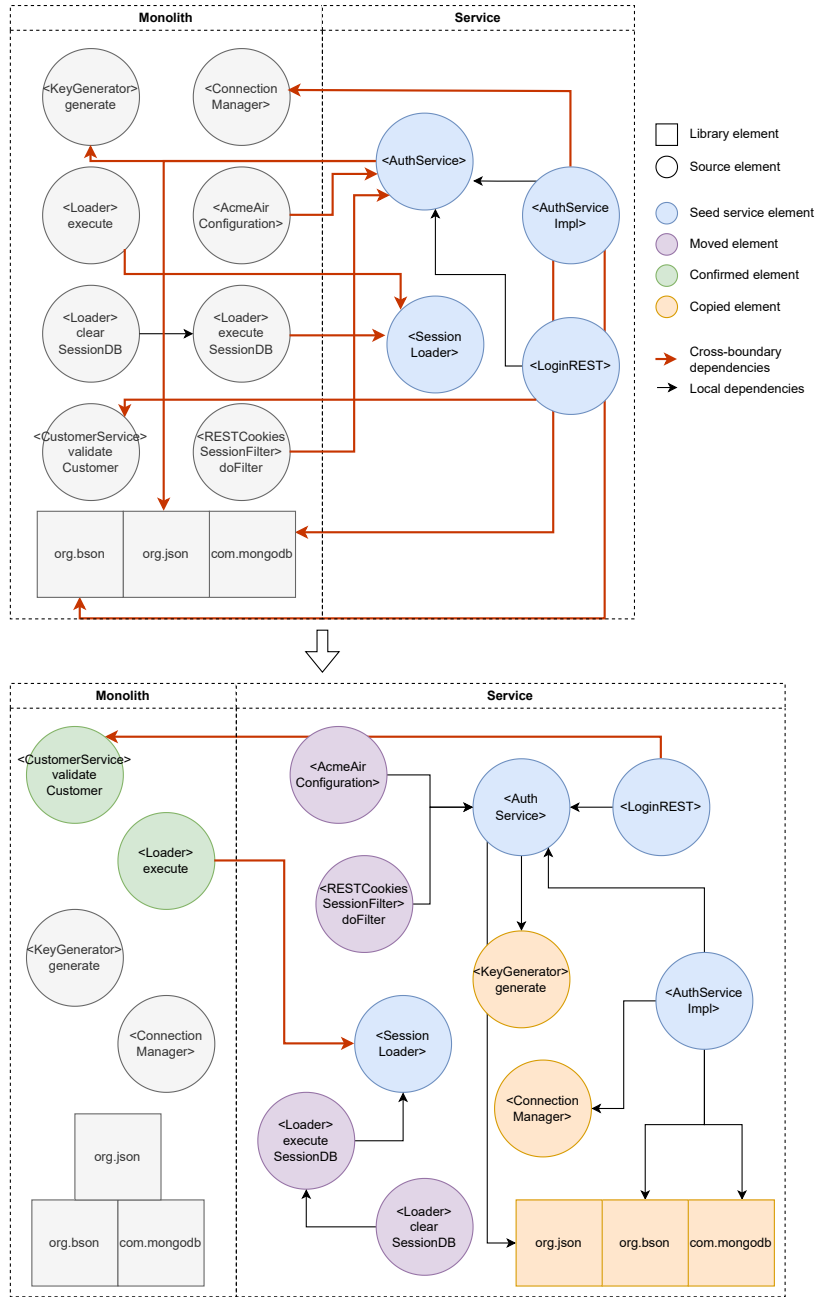 Monolith
Service
<KeyGenerator>
generate
<Connection
Manager>
<AuthService>
<Loader>
execute
<AcmeAir
Configuration>
<AuthService
Impl>
<Loader>
clear
SessionDB
<Loader>
execute
SessionDB
<Session
Loader>
<LoginREST>
<CustomerService>
validate
Customer
<RESTCookies
SessionFilter>
doFilter
org.bson
org.json
com.mongodb
Library element
Source element
Seed service element
Moved element
Confirmed element
Copied element
Cross-boundary
dependencies
Local dependencies
Monolith
Service
<CustomerService>
validate
Customer
<AcmeAir
Configuration>
<Auth
Service>
<LoginREST>
<Loader>
execute
<RESTCookies
SessionFilter>
doFilter
<KeyGenerator>
generate
<KeyGenerator>
generate
<AuthService
Impl>
<Connection
Manager>
<Session
Loader>
<Connection
Manager>
<Loader>
execute
SessionDB
org.json
<Loader>
clear
SessionDB
org.bson
com.mongodb
org.json
org.bson
com.mongodb